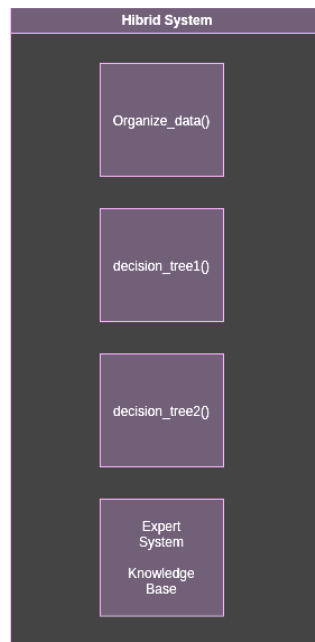 Hibrid System
Organize_data()
decision_tree1()
decision_tree2()
Expert
System
Knowledge
Base